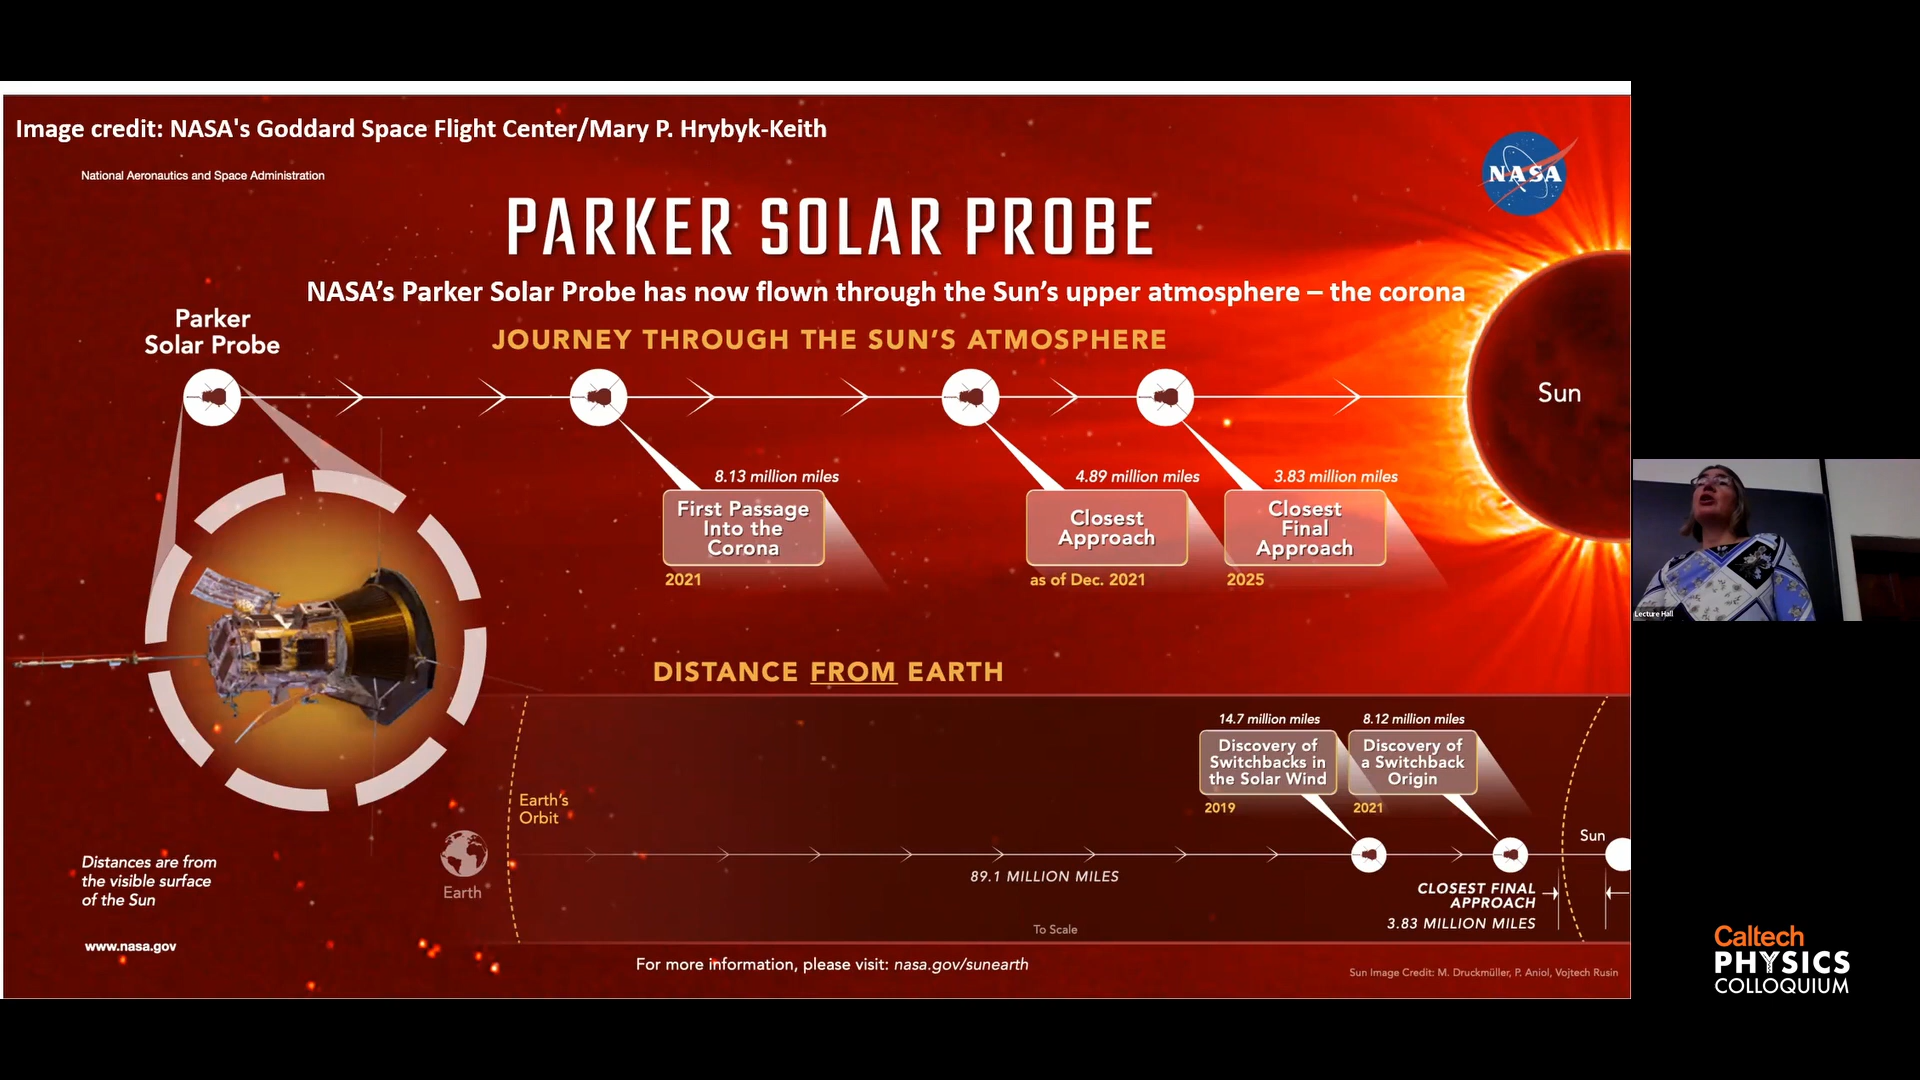 Image credit: NASA's Goddard Space Flight Center/Mary P. Hrybyk-Keith
National Aeronautics and Space Administration
NASA
PARKER SOLAR PROBE
NASA's Parker Solar Probe has now flown through the Sun's upper atmosphere – the corona
JOURNEY THROUGH THE SUN'S ATMOSPHERE
Parker
Solar Probe
Sun
8.13 million miles
First Passage
Into the
Corona
2021
4.89 million miles
Closest
Approach
as of Dec. 2021
3.83 million miles
Closest
Final
Approach
2025
Lecture Hall
DISTANCE FROM EARTH
14.7 million miles
Discovery of
Switchbacks in
the Solar Wind
2019
8.12 million miles
Discovery of
a Switchback
Origin
2021
Earth's
Orbit
Sun
Earth
89.1 MILLION MILES
CLOSEST FINAL
APPROACH
3.83 MILLION MILES
To Scale
Distances are from
the visible surface
of the Sun
www.nasa.gov
For more information, please visit: nasa.gov/sunearth
Sun Image Credit: M. Druckmüller, P. Aniol, Vojtech Rusin
Caltech
PHYSICS
COLLOQUIUM